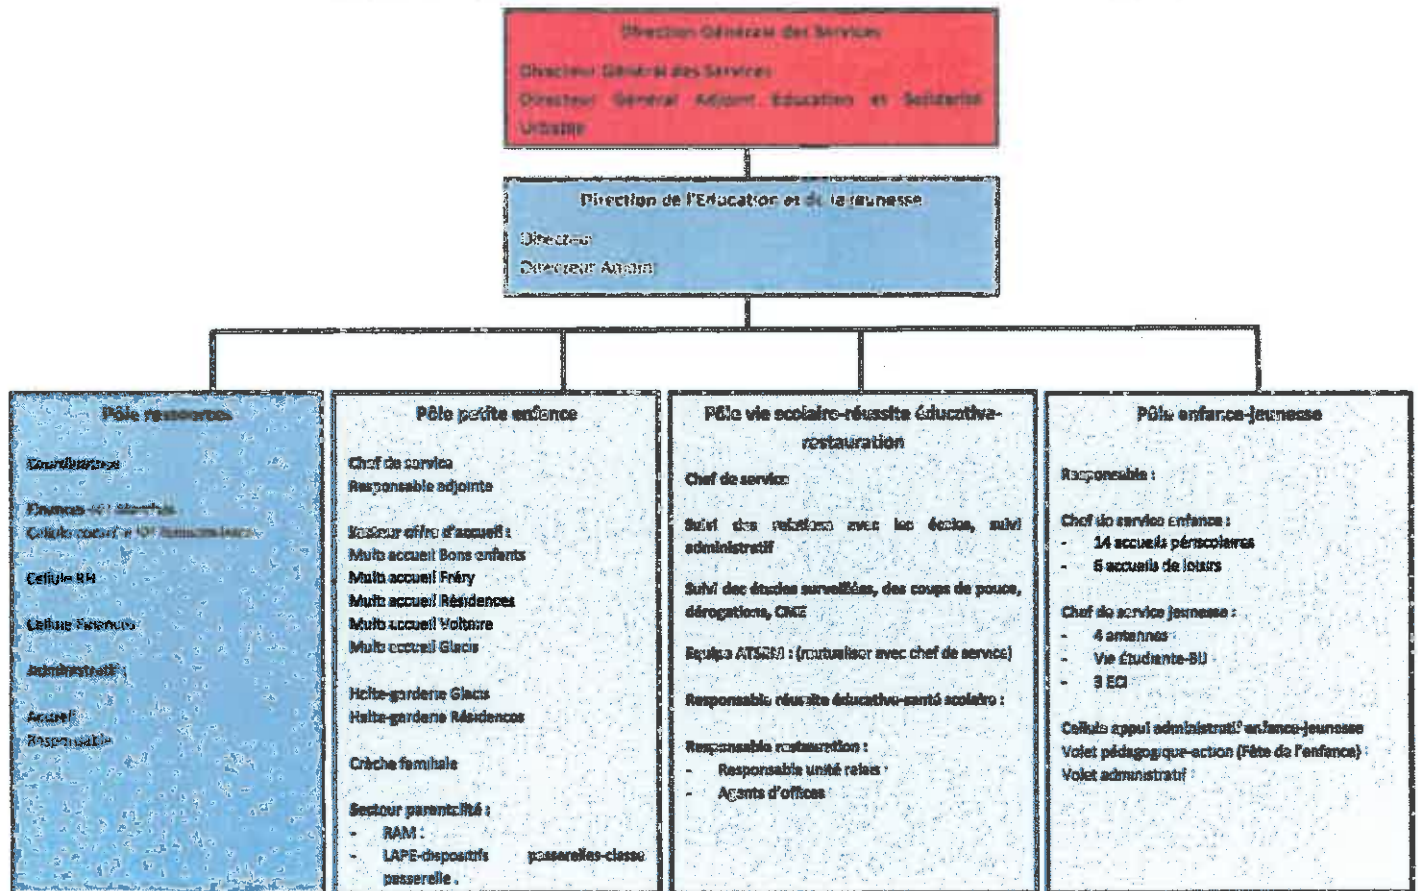 Direction Générale des Services
Directeur Général des Services
Directeur Général Adjoint Education et Solidarité
Urbaine
Direction de l'Education et de la jeunesse
Directeur
Directeur Adjoint
Pôle ressources
Coordinatrice
Finances
Cellule
Cellule RH
Cellule Finances
Administratif :
Accueil
Responsable
Pôle petite enfance
Chef de service
Responsable adjointe
Secteur offre d'accueil :
Multi accueil Bons enfants
Multi accueil Fréry
Multi accueil Résidences
Multi accueil Voltaire
Multi accueil Glacis
Halte-garderie Glacis
Halte-garderie Résidences
Crèche familiale
Secteur parentalité :
- RAM :
- LAPE-dispositifs passerelles-classe
passerelle .
Pôle vie scolaire-réussite éducative-
restauration
Chef de service
Suivi des relations avec les écoles, suivi
administratif
Suivi des études surveillées, des coups de pouce,
dérogations, CME
Equipe ATSEM : (mutualiser avec chef de service)
Responsable réussite éducative-santé scolaire :
Responsable restauration :
- Responsable unité relais
- Agents d'offices
Pôle enfance-jeunesse
Responsable :
Chef de service enfance :
- 14 accueils périscolaires
- 6 accueils de loisirs
Chef de service jeunesse :
- 4 antennes
- Vie étudiante-BIJ
- 3 ECJ
Cellule appui administratif enfance-jeunesse
Volet pédagogique-action (Fête de l'enfance) :
Volet administratif :